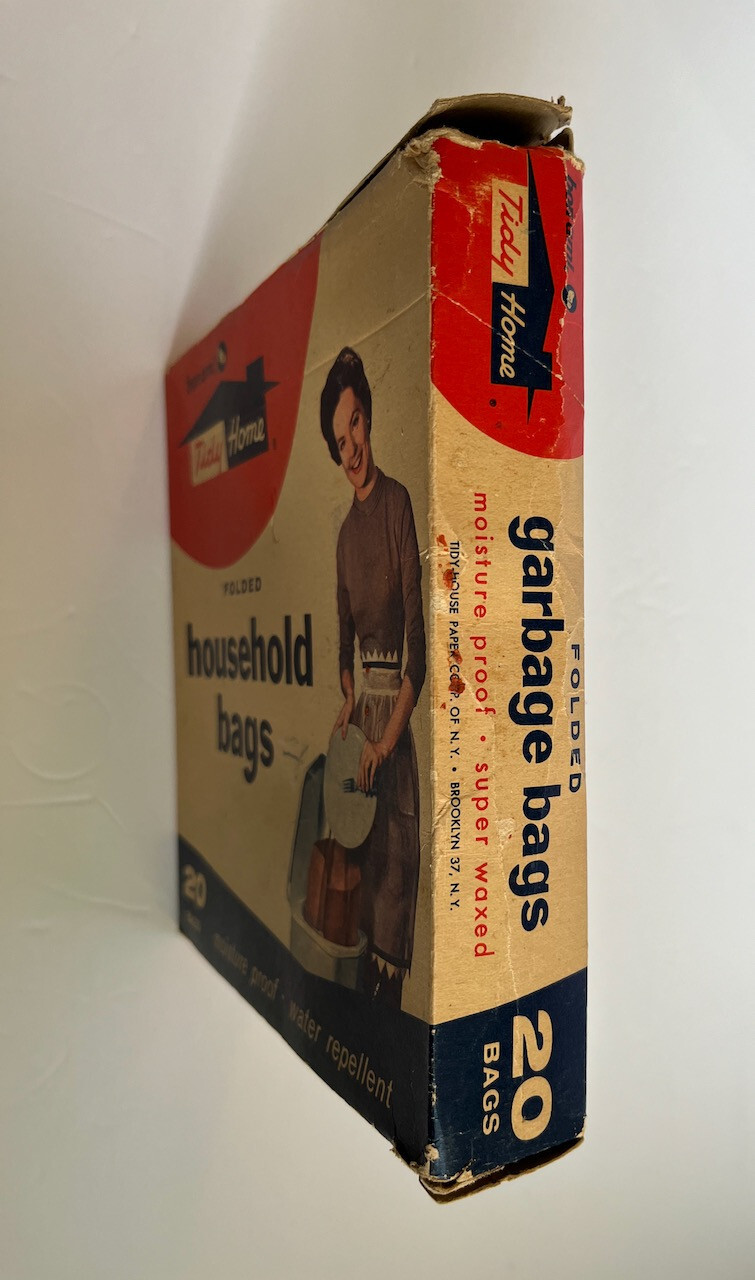 Tidy Home
FOLDED
household
bags
20
moisture proof · water repellent
Tidy Home ®
FOLDED
garbage bags
moisture proof • super waxed
TIDY HOUSE PAPER CORP. OF N.Y. • BROOKLYN 37, N.Y.
20
BAGS